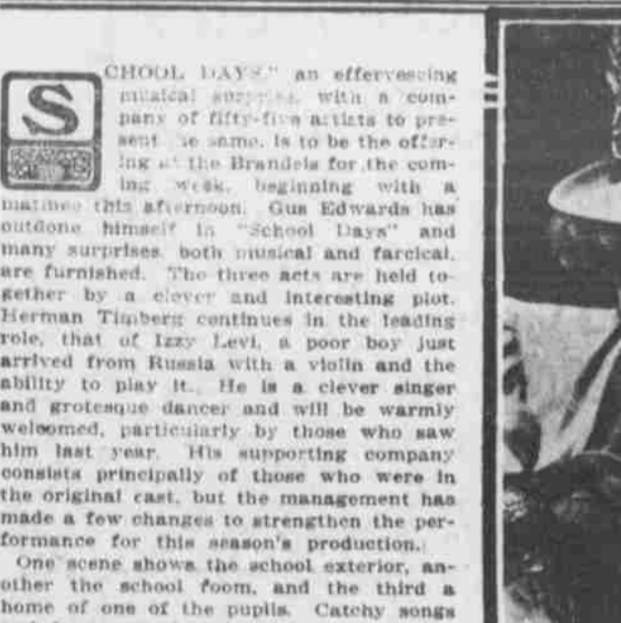 SCHOOL DAYS," an effervescing
musical surprise, with a com-
pany of fifty-five artists to pre-
sent the same, is to be the offer-
ing at the Brandeis for the com-
ing week, beginning with a
matinee this afternoon. Gus Edwards has
outdone himself in "School Days" and
many surprises, both musical and farcical,
are furnished. The three acts are held to-
gether by a clever and interesting plot.
Herman Timberg continues in the leading
role, that of Izzy Levi, a poor boy just
arrived from Russia with a violin and the
ability to play it. He is a clever singer
and grotesque dancer and will be warmly
welcomed, particularly by those who saw
him last year. His supporting company
consists principally of those who were in
the original cast, but the management has
made a few changes to strengthen the per-
formance for this season's production.
One scene shows the school exterior, an-
other the school room, and the third a
home of one of the pupils. Catchy songs